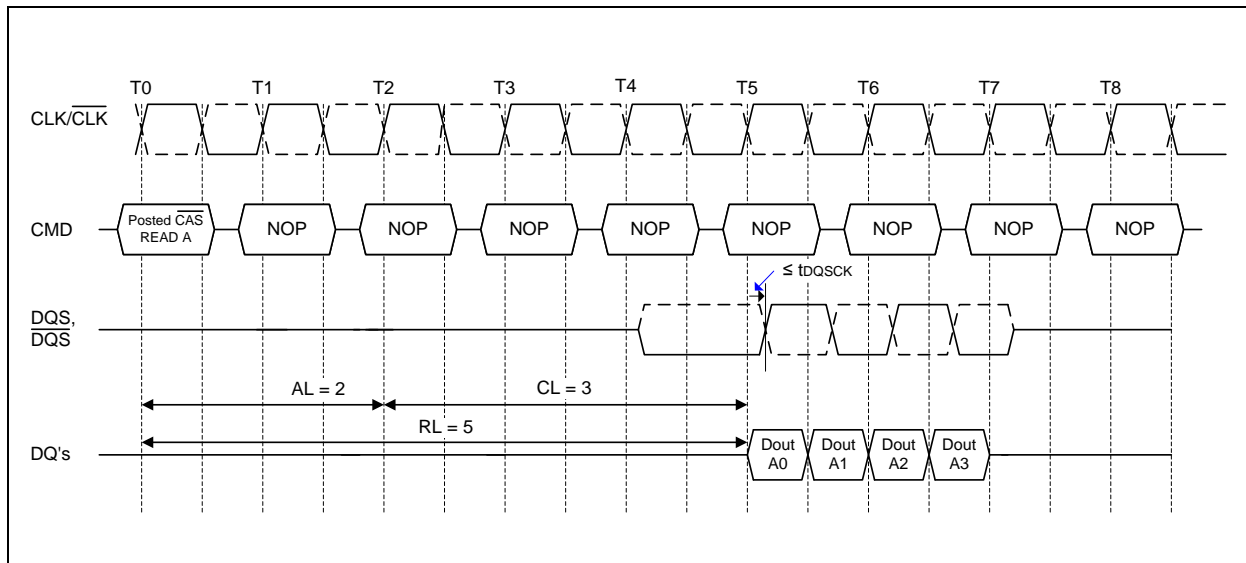 T0 T1 T2 T3 T4 T5 T6 T7 T8
CLK/CLK
CMD
Posted CAS
READ A
NOP NOP NOP NOP NOP NOP NOP NOP
≤ tDQSCK
DQS,
DQS
AL = 2
CL = 3
RL = 5
DQ's
Dout Dout Dout Dout
A0 A1 A2 A3